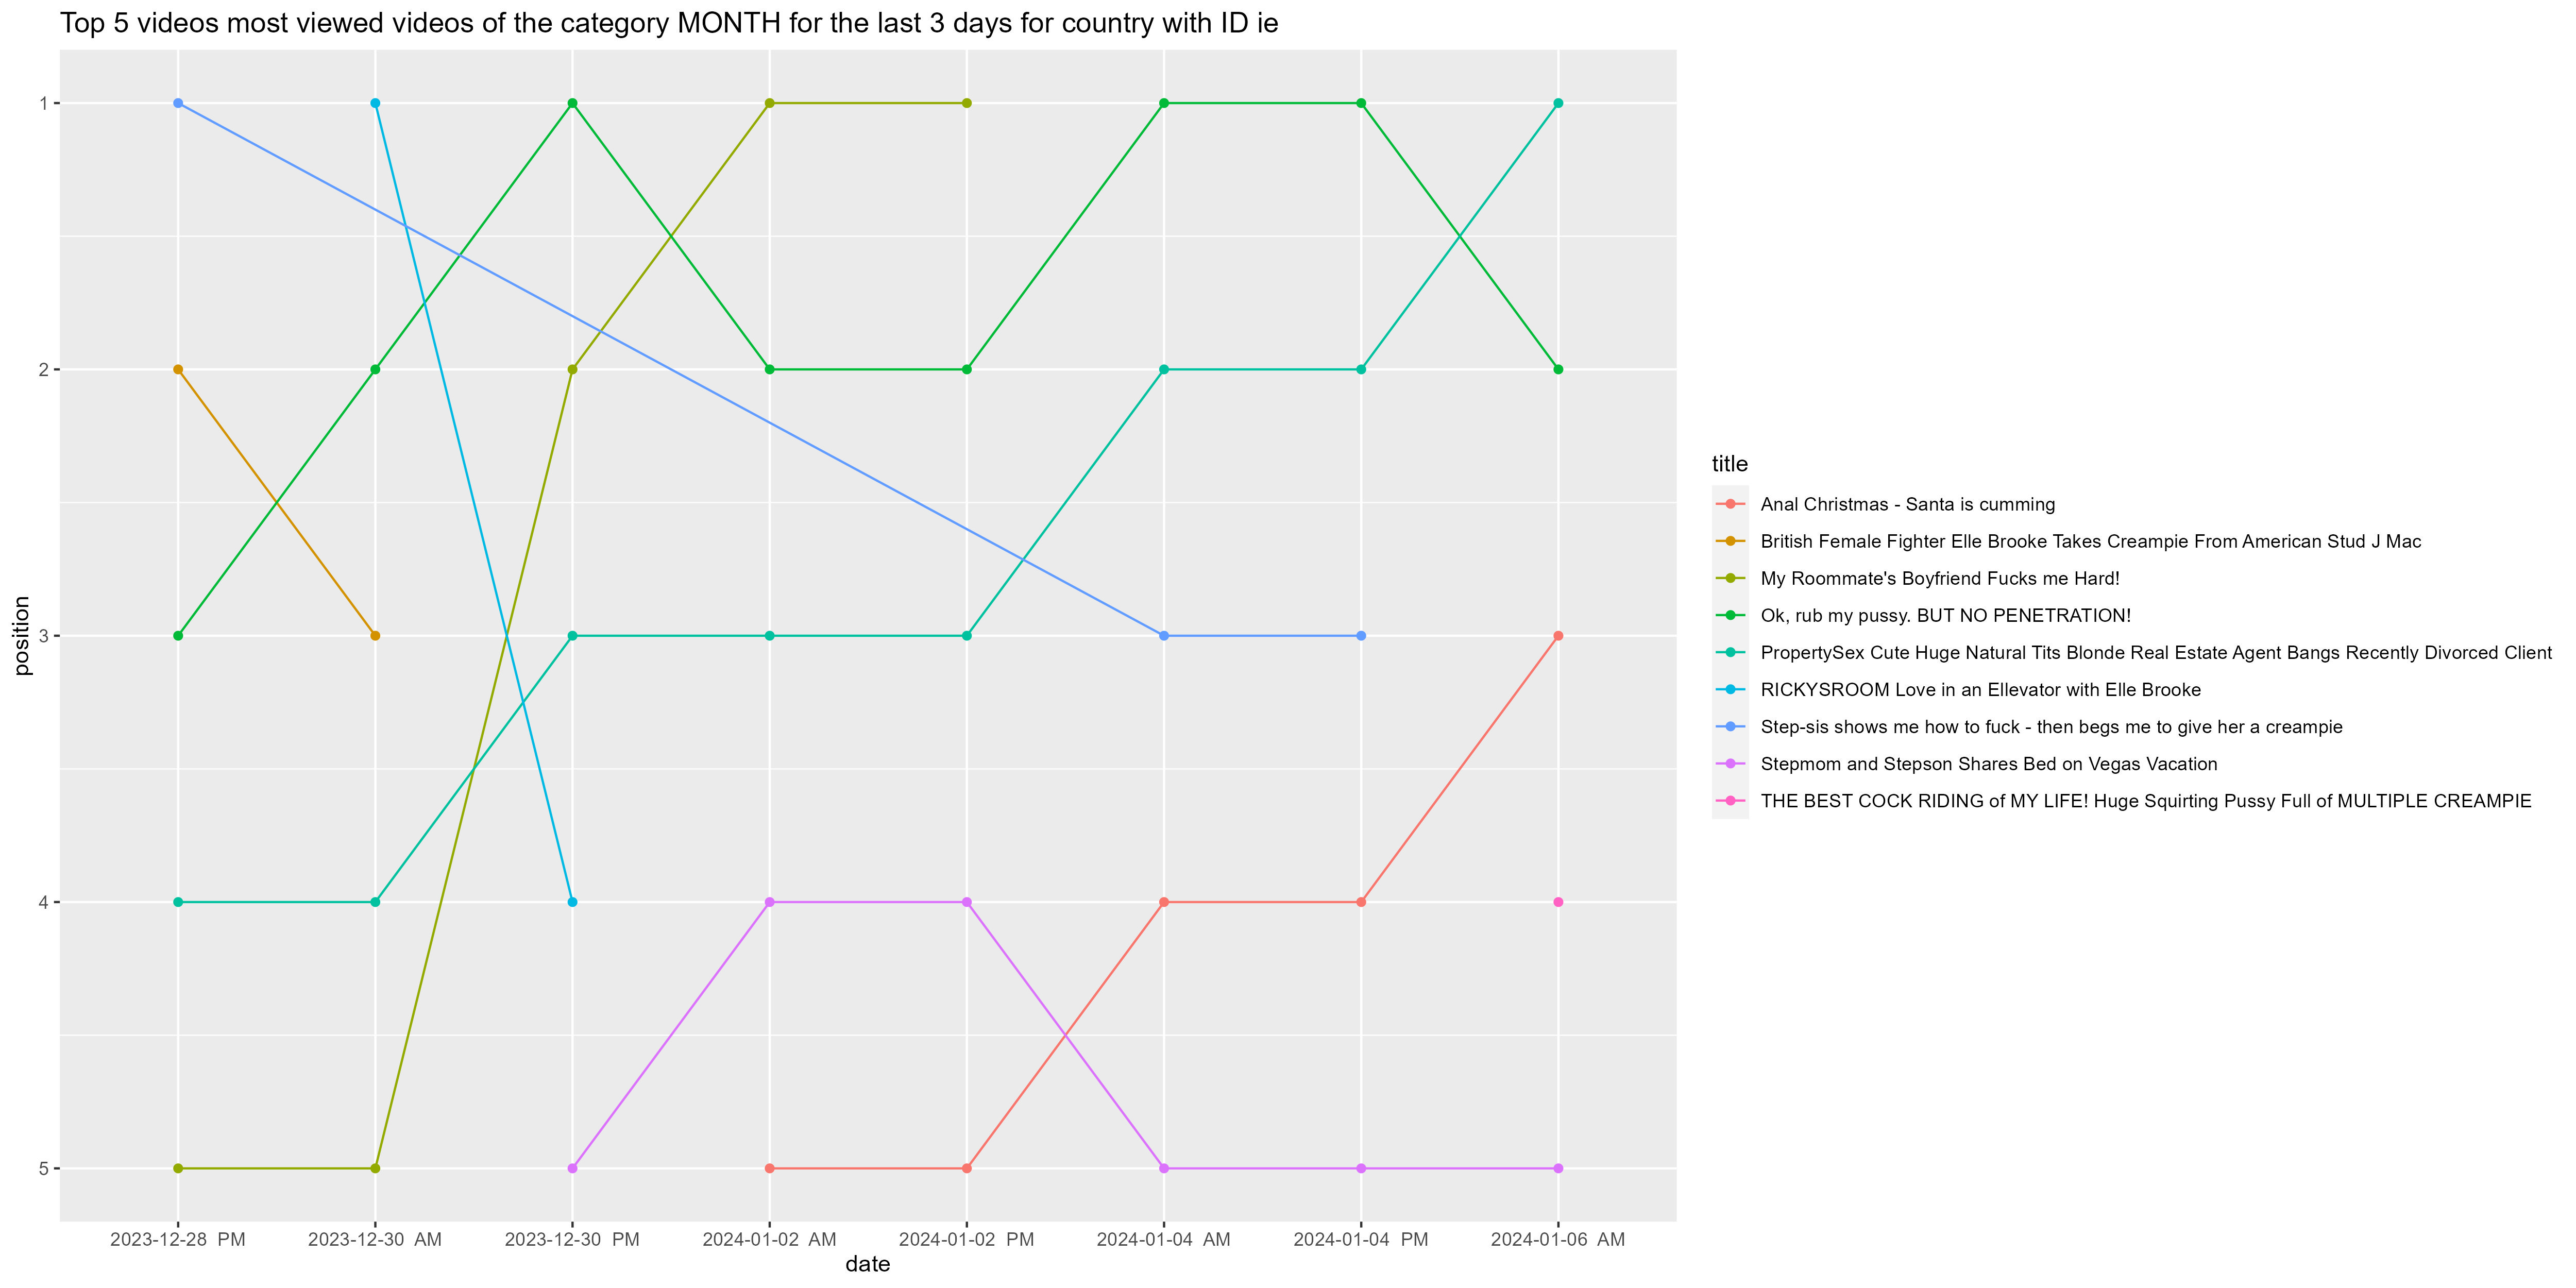 Top 5 videos most viewed videos of the category MONTH for the last 3 days for country with ID ie
position
1
2
3
4
5
2023-12-28 PM
2023-12-30 AM
2023-12-30 PM
2024-01-02 AM
2024-01-02 PM
2024-01-04 AM
2024-01-04 PM
2024-01-06 AM
date
title
Anal Christmas - Santa is cumming
British Female Fighter Elle Brooke Takes Creampie From American Stud J Mac
My Roommate's Boyfriend Fucks me Hard!
Ok, rub my pussy. BUT NO PENETRATION!
PropertySex Cute Huge Natural Tits Blonde Real Estate Agent Bangs Recently Divorced Client
RICKYSROOM Love in an Ellevator with Elle Brooke
Step-sis shows me how to fuck - then begs me to give her a creampie
Stepmom and Stepson Shares Bed on Vegas Vacation
THE BEST COCK RIDING of MY LIFE! Huge Squirting Pussy Full of MULTIPLE CREAMPIE